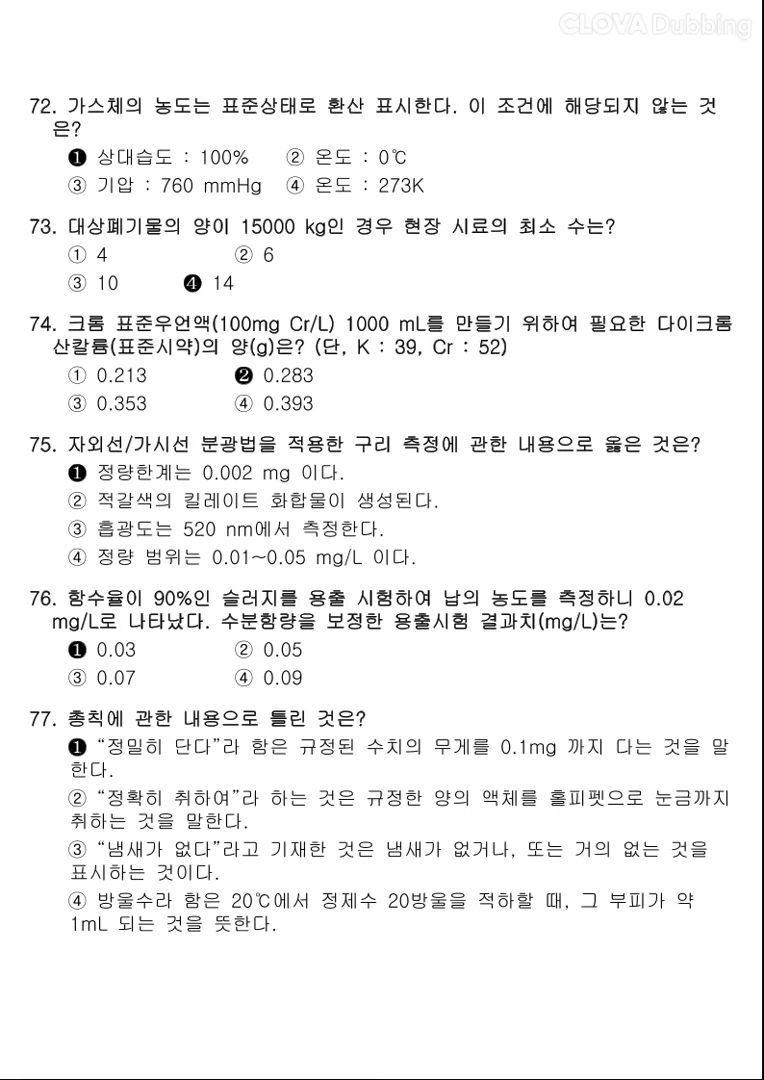 CLOVA Dubbing
72. 가스체의 농도는 표준상태로 환산 표시한다. 이 조건에 해당되지 않는 것
은?
❶ 상대습도 : 100% ② 온도 : 0℃
③ 기압 : 760 mmHg ④ 온도 : 273K
73. 대상폐기물의 양이 15000 kg인 경우 현장 시료의 최소 수는?
① 4 ② 6
③ 10 ❹ 14
74. 크롬 표준우언액(100mg Cr/L) 1000 mL를 만들기 위하여 필요한 다이크롬
산칼륨(표준시약)의 양(g)은? (단, K : 39, Cr : 52)
① 0.213 ❷ 0.283
③ 0.353 ④ 0.393
75. 자외선/가시선 분광법을 적용한 구리 측정에 관한 내용으로 옳은 것은?
❶ 정량한계는 0.002 mg 이다.
② 적갈색의 킬레이트 화합물이 생성된다.
③ 흡광도는 520 nm에서 측정한다.
④ 정량 범위는 0.01~0.05 mg/L 이다.
76. 함수율이 90%인 슬러지를 용출 시험하여 납의 농도를 측정하니 0.02
mg/L로 나타났다. 수분함량을 보정한 용출시험 결과치(mg/L)는?
❶ 0.03 ② 0.05
③ 0.07 ④ 0.09
77. 총칙에 관한 내용으로 틀린 것은?
❶ “정밀히 단다”라 함은 규정된 수치의 무게를 0.1mg 까지 다는 것을 말
한다.
② “정확히 취하여”라 하는 것은 규정한 양의 액체를 홀피펫으로 눈금까지
취하는 것을 말한다.
③ “냄새가 없다”라고 기재한 것은 냄새가 없거나, 또는 거의 없는 것을
표시하는 것이다.
④ 방울수라 함은 20℃에서 정제수 20방울을 적하할 때, 그 부피가 약
1mL 되는 것을 뜻한다.